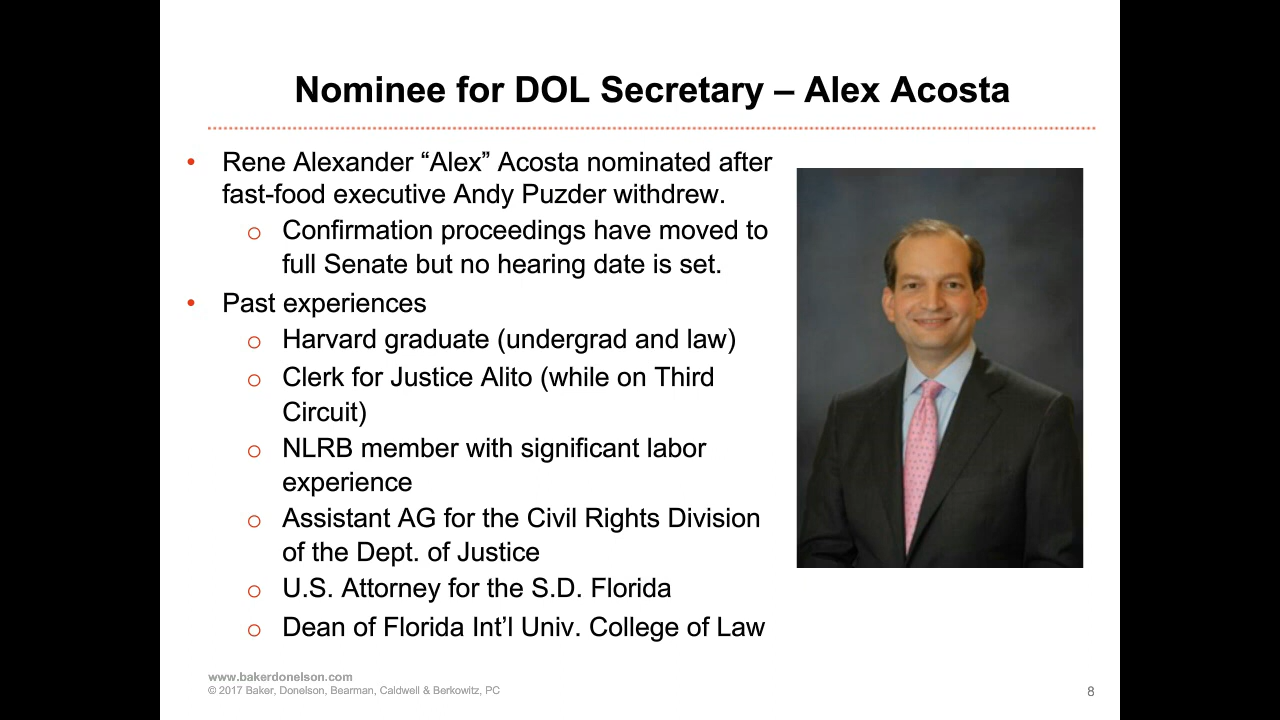 Nominee for DOL Secretary – Alex Acosta
• Rene Alexander “Alex” Acosta nominated after
fast-food executive Andy Puzder withdrew.
o Confirmation proceedings have moved to
full Senate but no hearing date is set.
• Past experiences
o Harvard graduate (undergrad and law)
o Clerk for Justice Alito (while on Third
Circuit)
o NLRB member with significant labor
experience
o Assistant AG for the Civil Rights Division
of the Dept. of Justice
o U.S. Attorney for the S.D. Florida
o Dean of Florida Int’l Univ. College of Law
www.bakerdonelson.com
© 2017 Baker, Donelson, Bearman, Caldwell & Berkowitz, PC
8